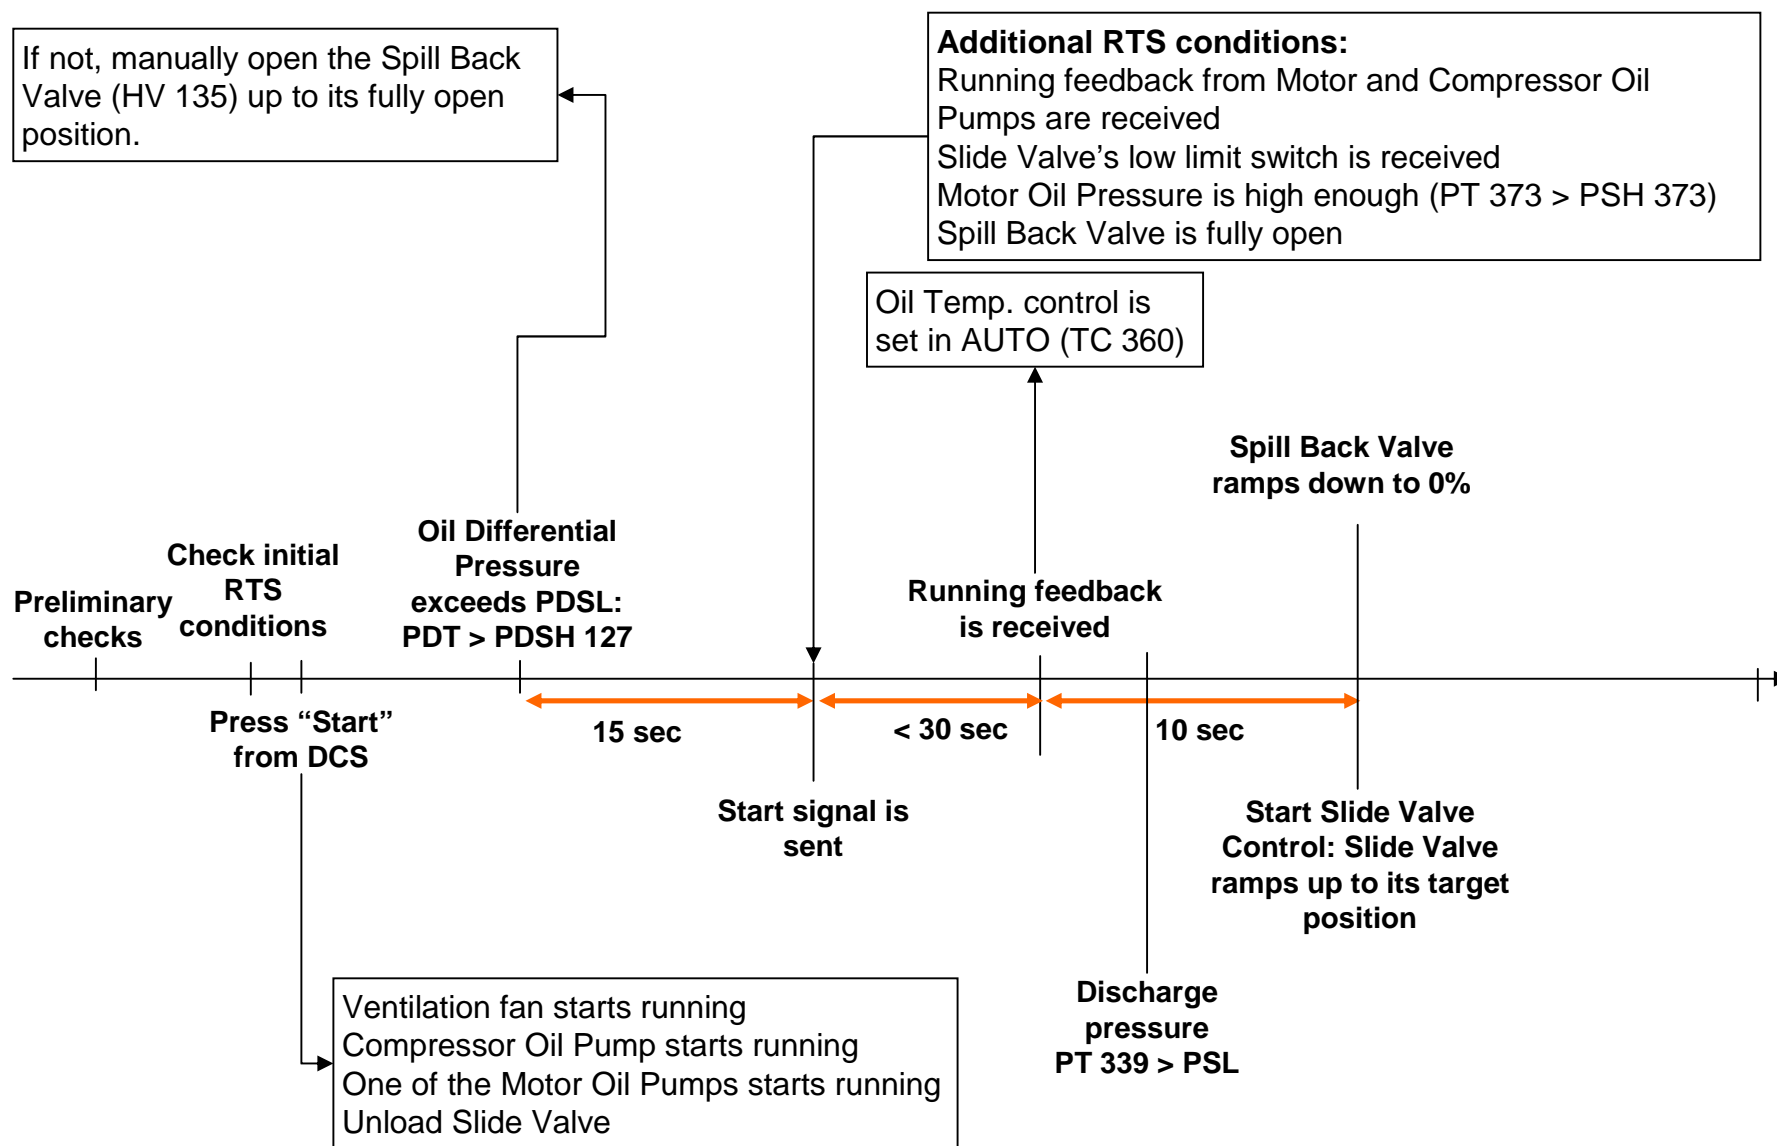 If not, manually open the Spill Back
Valve (HV 135) up to its fully open
position.
Additional RTS conditions:
Running feedback from Motor and Compressor Oil
Pumps are received
Slide Valve's low limit switch is received
Motor Oil Pressure is high enough (PT 373 > PSH 373)
Spill Back Valve is fully open
Oil Temp. control is
set in AUTO (TC 360)
Spill Back Valve
ramps down to 0%
Preliminary
checks
Check initial
RTS
conditions
Oil Differential
Pressure
exceeds PDSL:
PDT > PDSH 127
Running feedback
is received
Press “Start”
from DCS
15 sec
< 30 sec
10 sec
Start signal is
sent
Start Slide Valve
Control: Slide Valve
ramps up to its target
position
Discharge
pressure
PT 339 > PSL
Ventilation fan starts running
Compressor Oil Pump starts running
One of the Motor Oil Pumps starts running
Unload Slide Valve